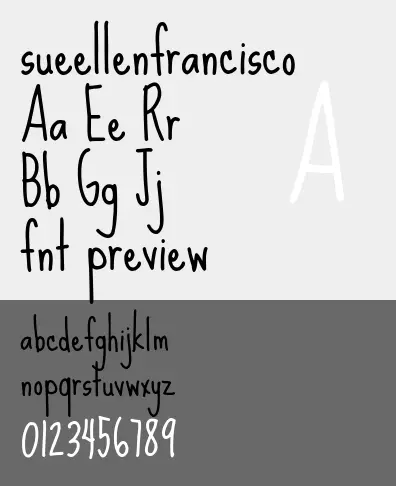 sueellenfrancisco
Aa Ee Rr
A
Bb Gg Jj
fnt preview
abcdefghijklm
nopqrstuvwxyz
0123456789